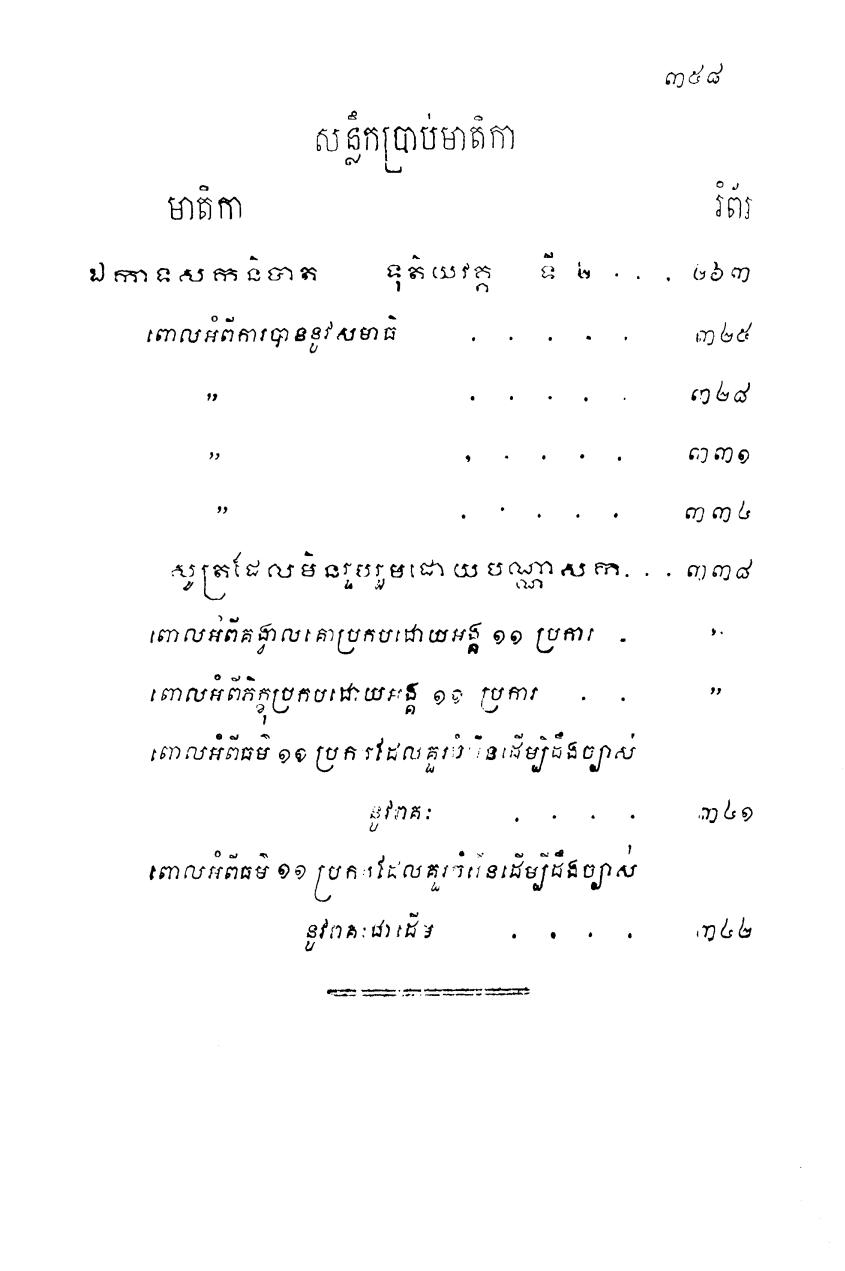 ៣៥៨
សន្លឹកប្រាប់មាតិកា
មាតិកា រំព័រ
ឯកាទសកនិបាត ទុតិយវគ្គ ទី ២ . . . ២៦៣
ពោលអំពីការបាននូវសមាធិ . . . . . ៣២៥
,, . . . . . ៣២៨
,, . . . . . ៣៣១
,, . . . . . ៣៣៤
សូត្រដែលមិនរួបរួមដោយបណ្ណាសក . . . ៣៣៨
ពោលអំពីគង្វាលគោប្រកបដោយអង្គ ១១ ប្រការ . ,,
ពោលអំពីភិក្ខុប្រកបដោយអង្គ ១១ ប្រការ . . ,,
ពោលអំពីធម៌ ១១ ប្រការដែលគួរចំរើនដើម្បីដឹងច្បាស់
នូវរាគៈ . . . . ៣៤១
ពោលអំពីធម៌ ១១ ប្រការដែលគួរចំរើនដើម្បីដឹងច្បាស់
នូវរាគៈជាដើម . . . . ៣៤២